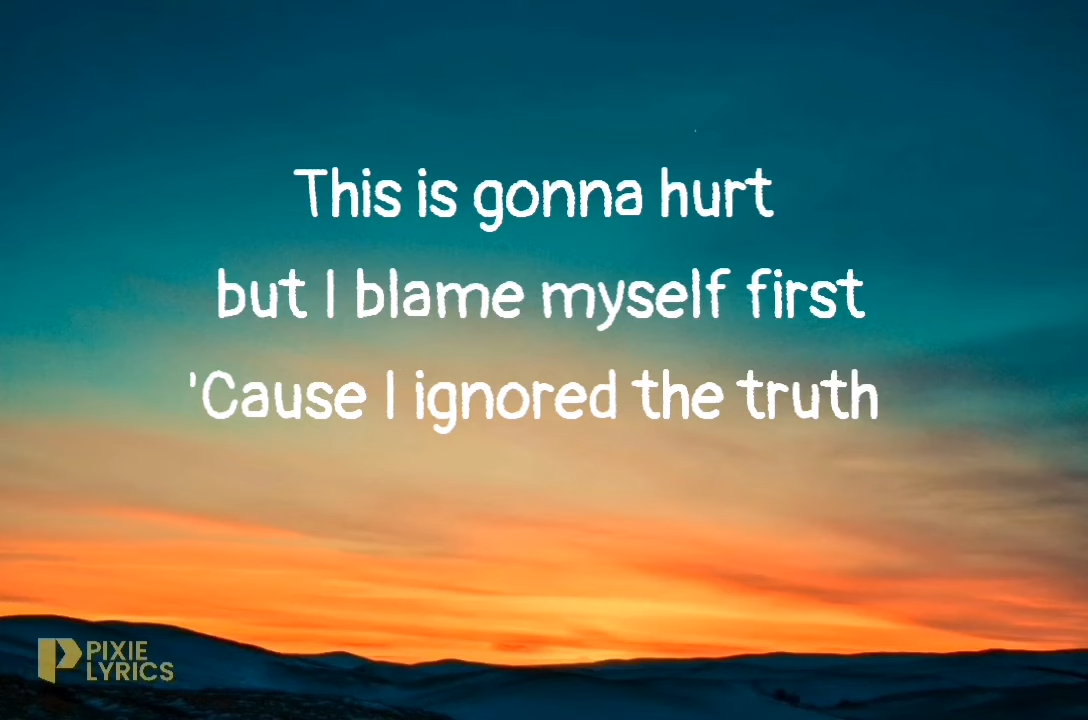 This is gonna hurt
but I blame myself first
'Cause I ignored the truth
PIXIE
LYRICS